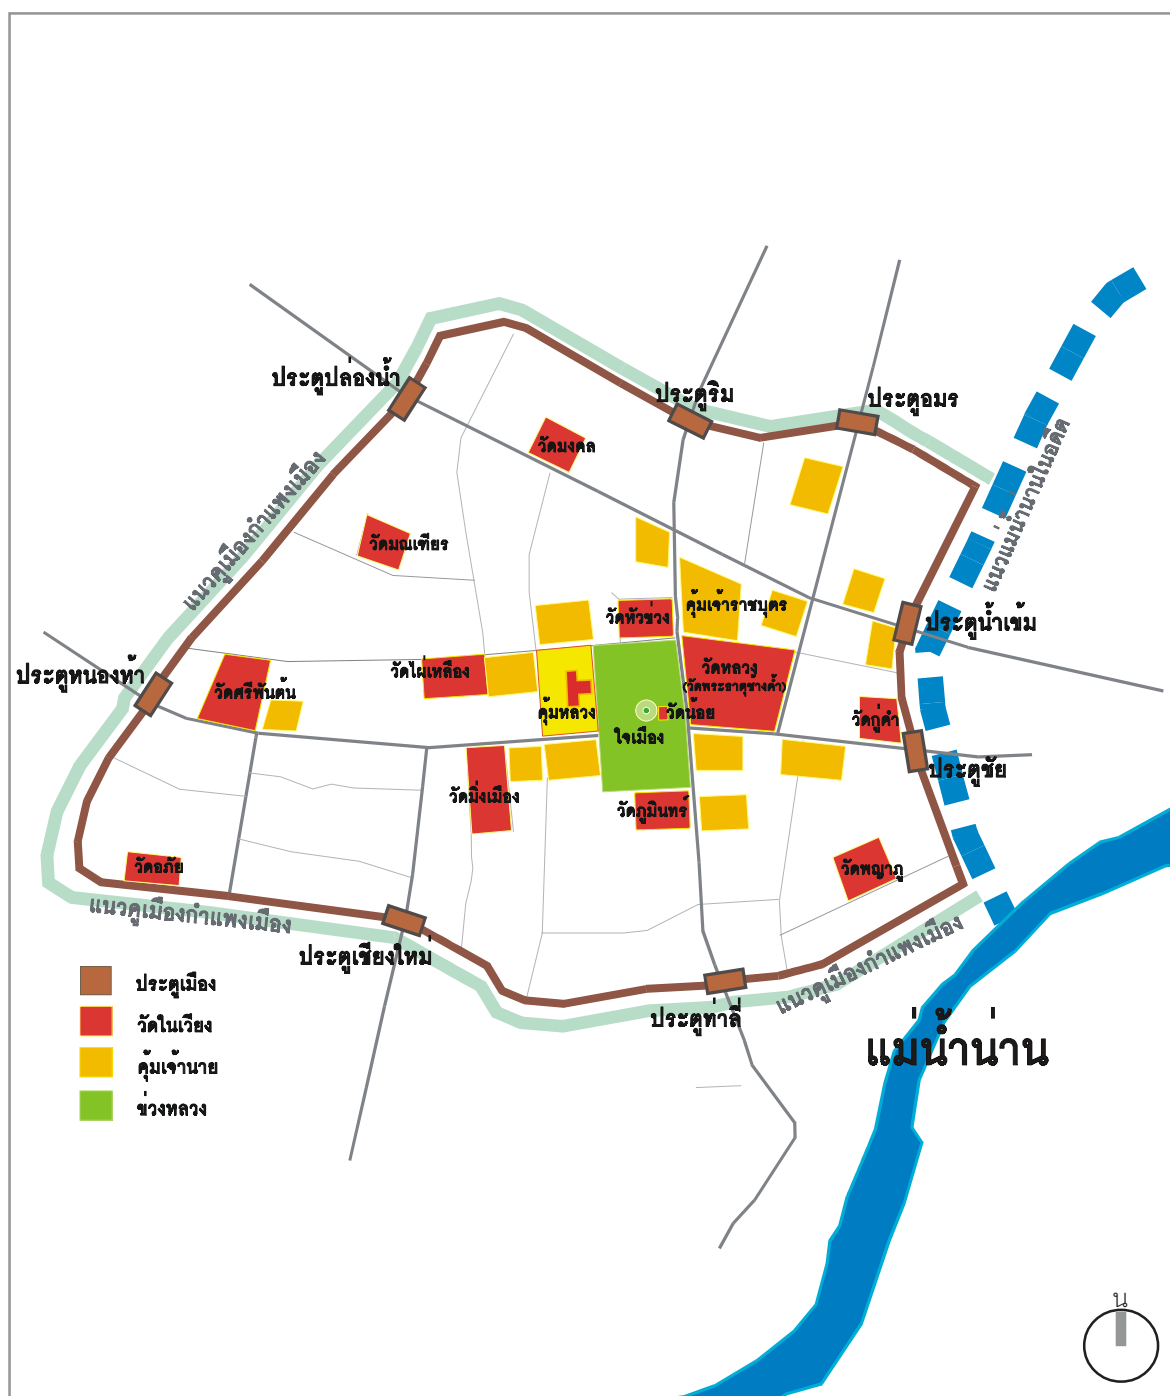 ประตูปล่องน้ำ
ประตูริม
ประตูอมร
วัดมงคล
แนวคูเมืองกำแพงเมือง
แนวแม่น้ำน่านในอดีต
วัดมณเฑียร
คุ้มเจ้าราชบุตร
วัดหัวข่วง
ประตูน้ำเข้ม
ประตูหนองห้า
วัดศรีพันต้น
วัดไผ่เหลือง
วัดหลวง
(วัดพระธาตุช้างค้ำ)
คุ้มหลวง
วัดน้อย
วัดกู่คำ
ใจเมือง
ประตูชัย
วัดมิ่งเมือง
วัดภูมินทร์
วัดอภัย
วัดพญาภู
แนวคูเมืองกำแพงเมือง
ประตูเชียงใหม่
แนวคูเมืองกำแพงเมือง
ประตูท่าลี่
แม่น้ำน่าน
ประตูเมือง
วัดในเวียง
คุ้มเจ้านาย
ข่วงหลวง
น